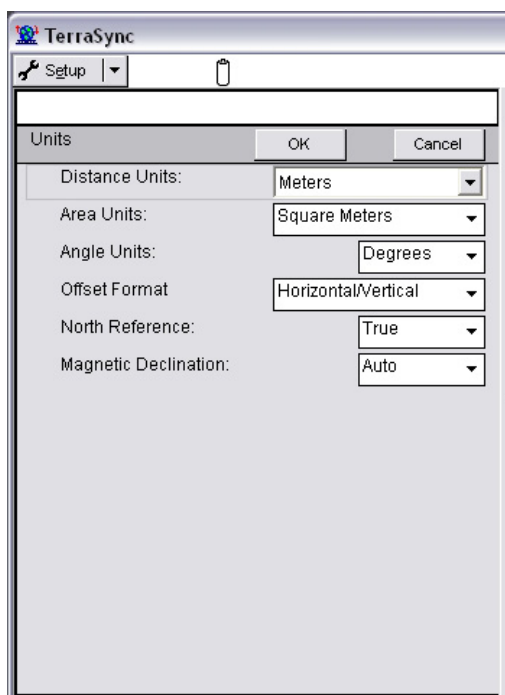 TerraSync
Setup
Units OK Cancel
Distance Units: Meters
Area Units: Square Meters
Angle Units: Degrees
Offset Format Horizontal/Vertical
North Reference: True
Magnetic Declination: Auto